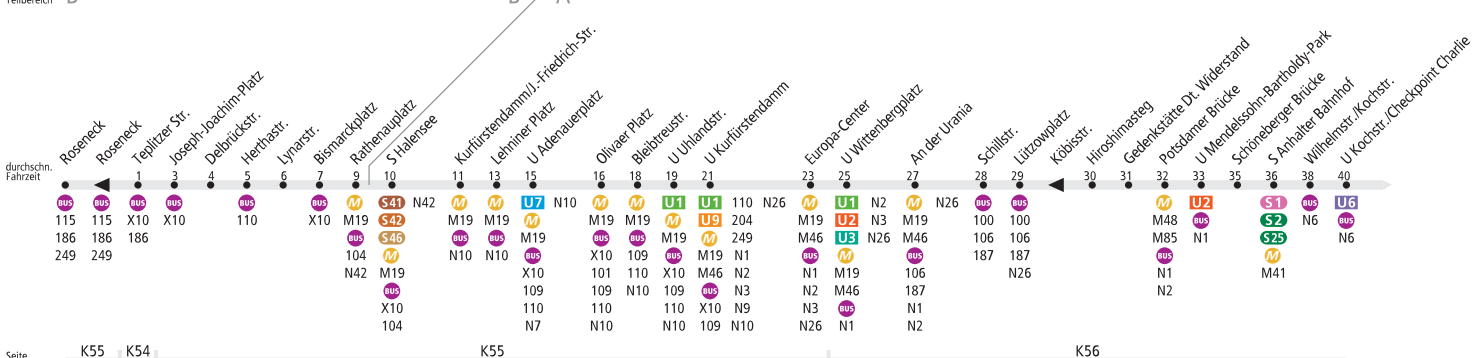 Teilbereich B B A
durchschn.
Fahrzeit
Roseneck
Roseneck
Teplitzer Str.
Joseph-Joachim-Platz
Delbrückstr.
Herthastr.
Lynarstr.
Bismarckplatz
Rathenauplatz
S Halensee
Kurfürstendamm/J.-Friedrich-Str.
Lehniner Platz
U Adenauerplatz
Olivaer Platz
Bleibtreustr.
U Uhlandstr.
U Kurfürstendamm
Europa-Center
U Wittenbergplatz
An der Urania
Schillstr.
Lützowplatz
Köbisstr.
Hiroshimasteg
Gedenkstätte Dt. Widerstand
Potsdamer Brücke
U Mendelssohn-Bartholdy-Park
Schöneberger Brücke
S Anhalter Bahnhof
Wilhelmstr./Kochstr.
U Kochstr./Checkpoint Charlie
1 3 4 5 6 7 9 10 11 13 15 16 18 19 21 23 25 27 28 29 30 31 32 33 35 36 38 40
BUS
115
186
249
BUS
115
186
249
BUS
X10
186
BUS
X10
BUS
110
BUS
X10
M
M19
BUS
104
N42
S41 N42
S42
S46
M
M19
BUS
X10
104
M
M19
BUS
N10
M
M19
BUS
N10
U7 N10
M
M19
BUS
X10
109
110
N7
M
M19
BUS
101
109
110
N10
M
M19
BUS
109
110
N10
U1
M
M19
BUS
X10
109
110
N10
U1 110 N26
U9 204
M 249
M19 N1
M46 N2
BUS N3
X10 N9
109 N10
M
M19
M46
BUS
N1
N2
N3
N26
U1 N2
U2 N3
U3 N26
M
M19
M46
BUS
N1
M N26
M19
M46
BUS
106
187
N1
N2
BUS
100
106
187
BUS
100
106
187
N26
M
M48
M85
BUS
N1
N2
U2
BUS
N1
S1
S2
S25
M
M41
BUS
N6
U6
BUS
N6
Seite K55 K54 K55 K56